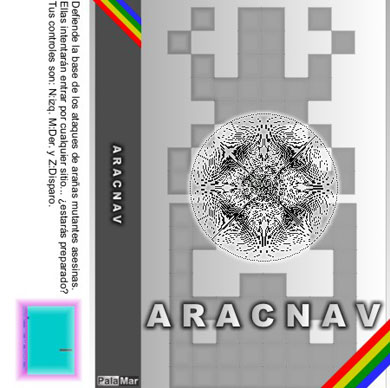 Defiende la base de los ataques de arañas mutantes asesinas.
Ellas intentarán entrar por cualquier sitio... ¿estarás preparado?
Tus controles son: N:izq, M:Der. y Z:Disparo.
ARACNAV
PalaMar
ARACNAV